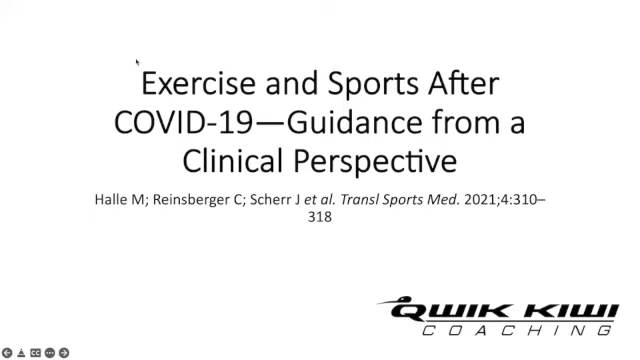 Exercise and Sports After
COVID-19—Guidance from a
Clinical Perspective
Halle M; Reinsberger C; Scherr J et al. Transl Sports Med. 2021;4:310–
318
QWIK KIWI
COACHING
CC